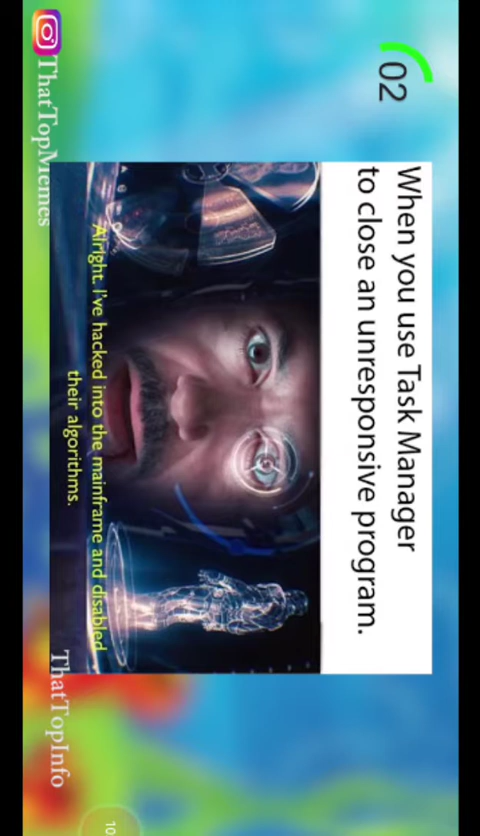 02
When you use Task Manager
to close an unresponsive program.
Alright. I've hacked into the mainframe and disabled
their algorithms.
ThatTopMemes
ThatTopInfo
10